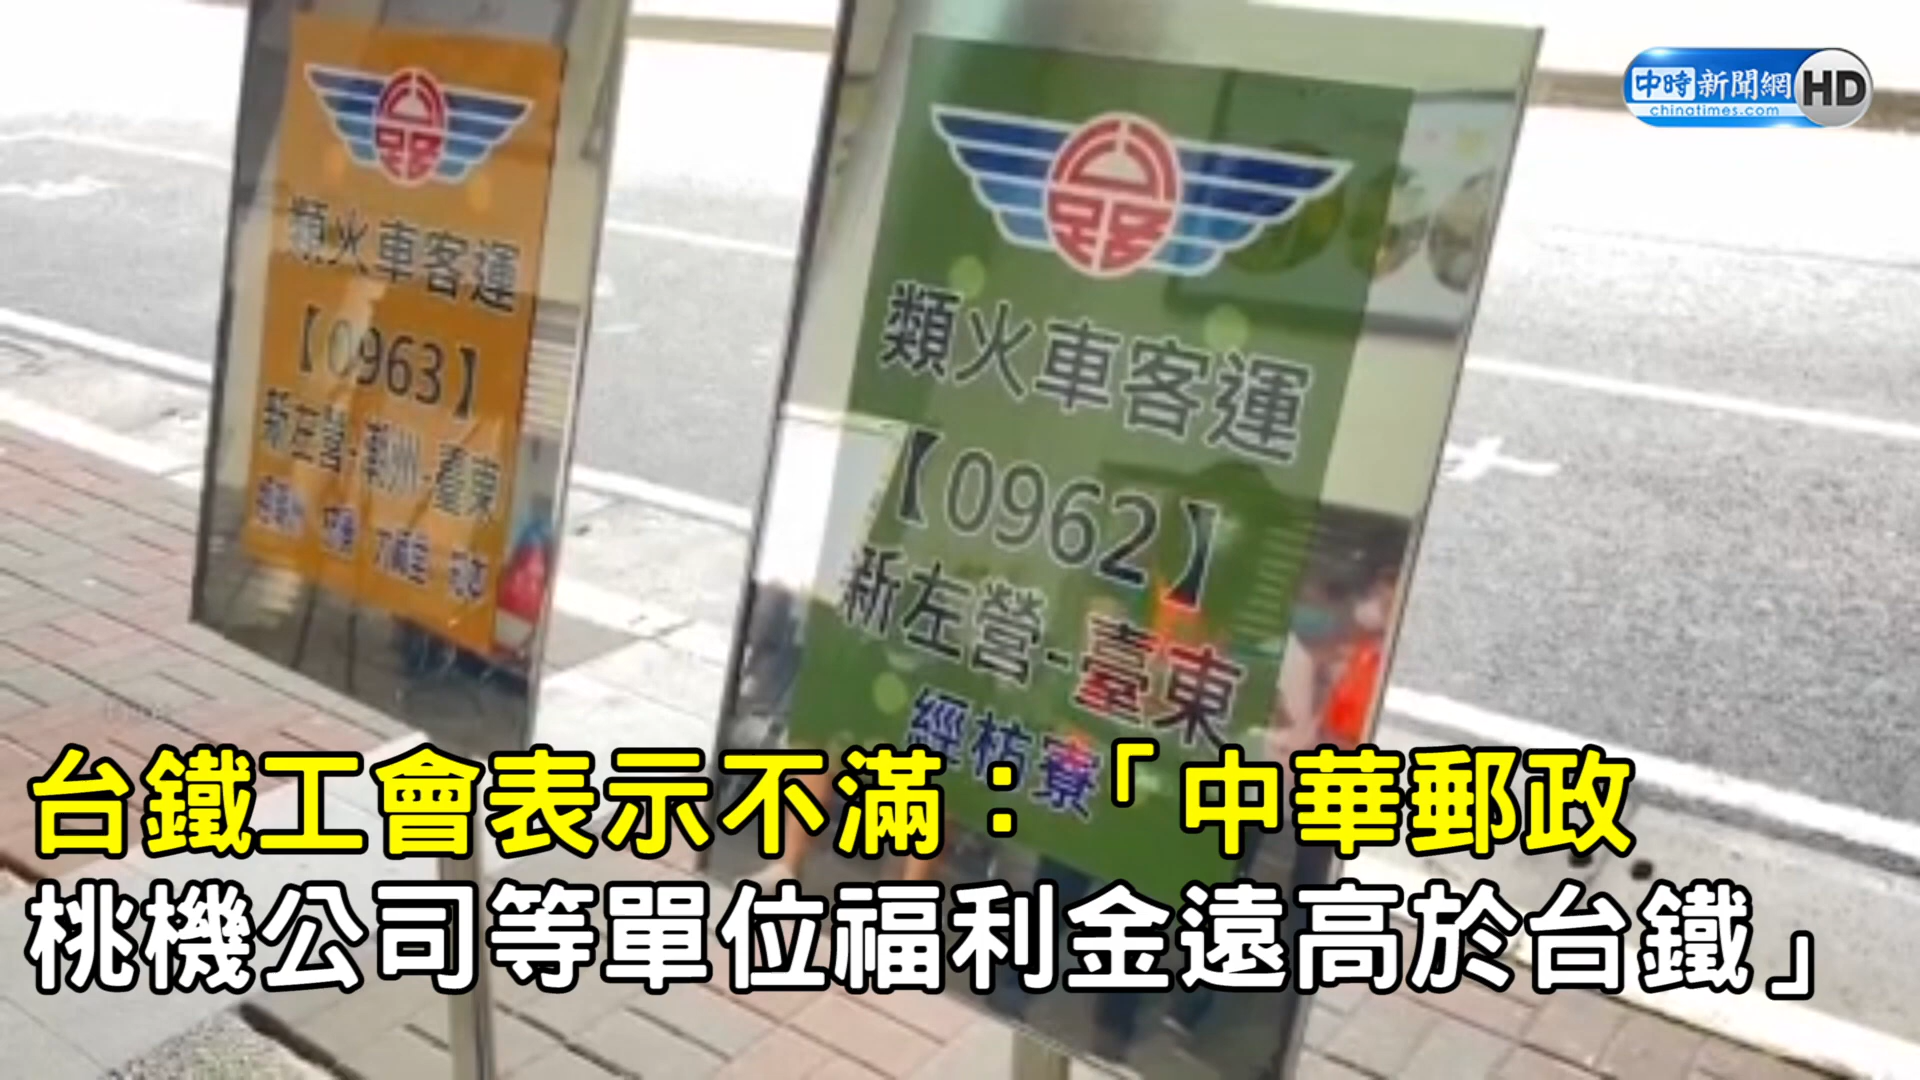 中時新聞網HD
chinatimes.com
類火車客運
【0963】
新左營-潮州-臺東
類火車客運
【0962】
新左營-臺東
經枋寮
台鐵工會表示不滿：「中華郵政
桃機公司等單位福利金遠高於台鐵」